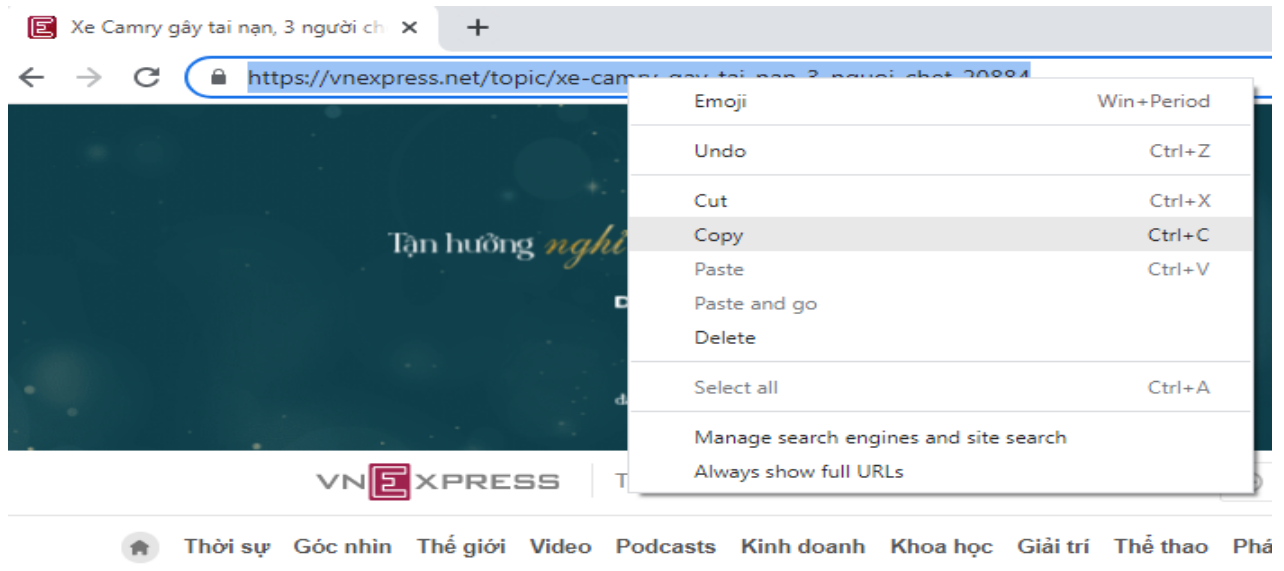 Xe Camry gây tai nạn, 3 người ch
https://vnexpress.net/topic/xe-camry-gay-tai-nan-3-nguoi-chet-20884
Emoji Win+Period
Undo Ctrl+Z
Cut Ctrl+X
Copy Ctrl+C
Paste Ctrl+V
Paste and go
Delete
Select all Ctrl+A
Manage search engines and site search
Always show full URLs
Tận hưởng nghỉ
D
VNEXPRESS T
Thời sự Góc nhìn Thế giới Video Podcasts Kinh doanh Khoa học Giải trí Thể thao Phá